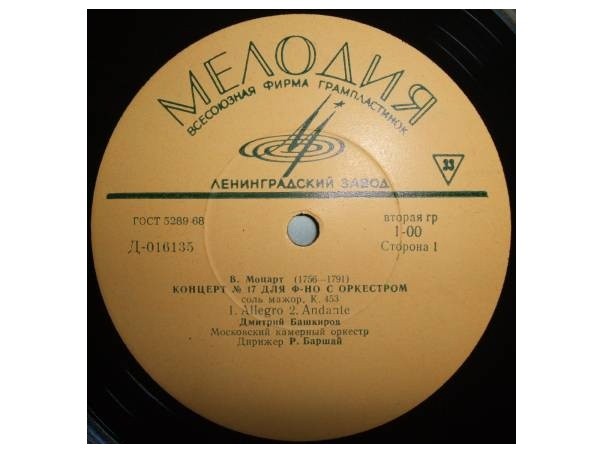 МЕЛОДИЯ
ВСЕСОЮЗНАЯ ФИРМА ГРАМПЛАСТИНОК
33
ЛЕНИНГРАДСКИЙ ЗАВОД
ГОСТ 5289-68
вторая гр
1-00
Д-016135
Сторона 1
В. Моцарт (1756—1791)
КОНЦЕРТ № 17 ДЛЯ Ф-НО С ОРКЕСТРОМ
соль мажор, К. 453
1. Allegro 2. Andante
Дмитрий Башкиров
Московский камерный оркестр
Дирижер Р. Баршай